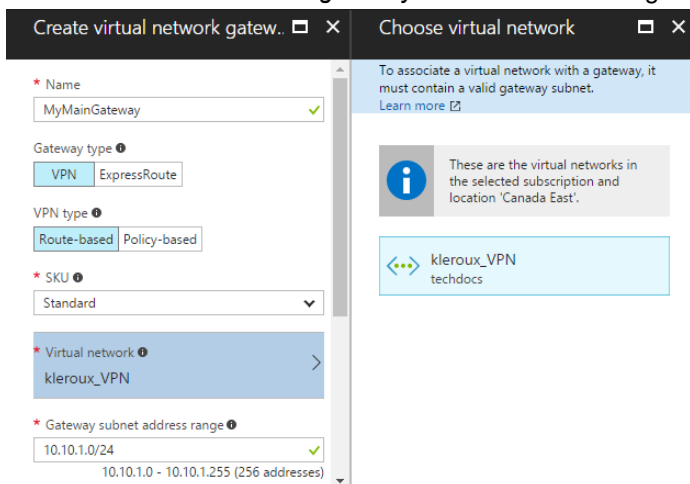 Create virtual network gatew..
* Name
MyMainGateway
Gateway type
VPN ExpressRoute
VPN type
Route-based Policy-based
* SKU
Standard
* Virtual network
kleroux_VPN
* Gateway subnet address range
10.10.1.0/24
10.10.1.0 - 10.10.1.255 (256 addresses)
Choose virtual network
To associate a virtual network with a gateway, it
must contain a valid gateway subnet.
Learn more
These are the virtual networks in
the selected subscription and
location 'Canada East'.
kleroux_VPN
techdocs